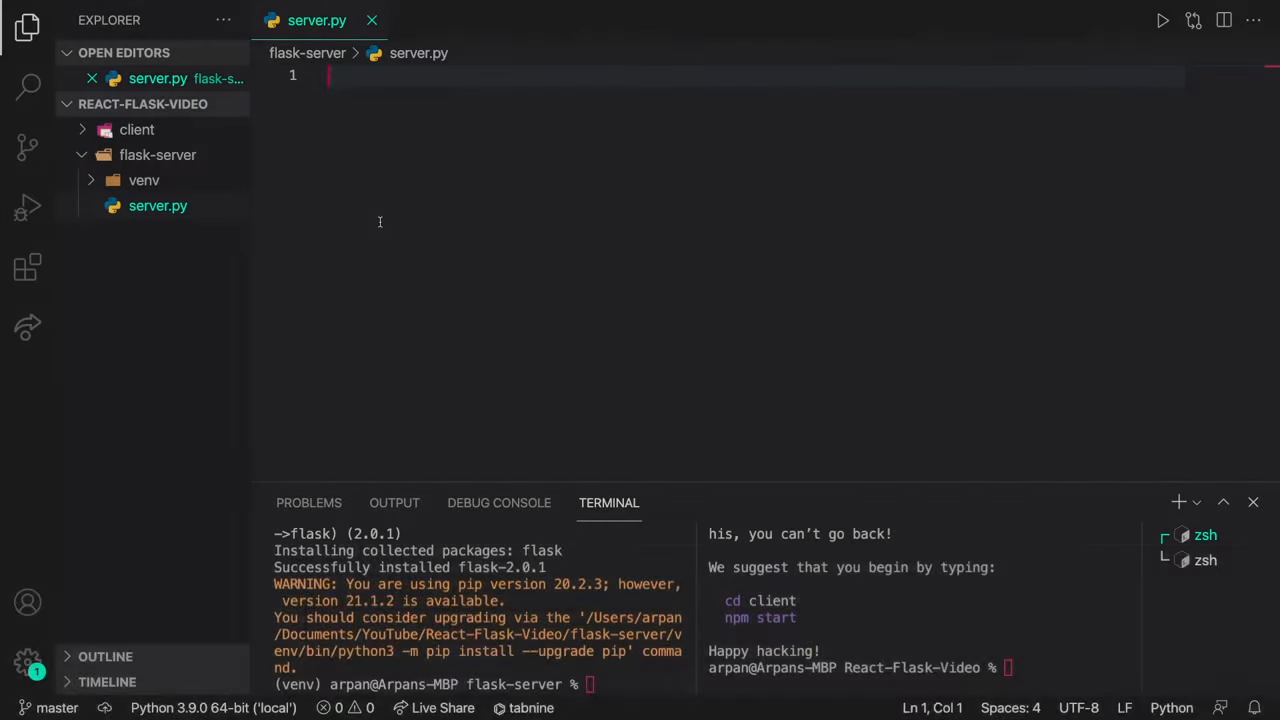 EXPLORER
server.py
OPEN EDITORS
flask-server
server.py
server.py flask-s...
1
REACT-FLASK-VIDEO
client
flask-server
venv
server.py
PROBLEMS
OUTPUT
DEBUG CONSOLE
TERMINAL
->flask) (2.0.1)
Installing collected packages: flask
Successfully installed flask-2.0.1
WARNING: You are using pip version 20.2.3; however,
version 21.1.2 is available.
You should consider upgrading via the '/Users/arpan
/Documents/YouTube/React-Flask-Video/flask-server/v
env/bin/python3 -m pip install --upgrade pip' comma
nd.
(venv) arpan@Arpans-MBP flask-server %
his, you can’t go back!
We suggest that you begin by typing:
cd client
npm start
Happy hacking!
arpan@Arpans-MBP React-Flask-Video %
zsh
zsh
OUTLINE
TIMELINE
1
master
Python 3.9.0 64-bit ('local')
0
0
Live Share
tabnine
Ln 1, Col 1
Spaces: 4
UTF-8
LF
Python